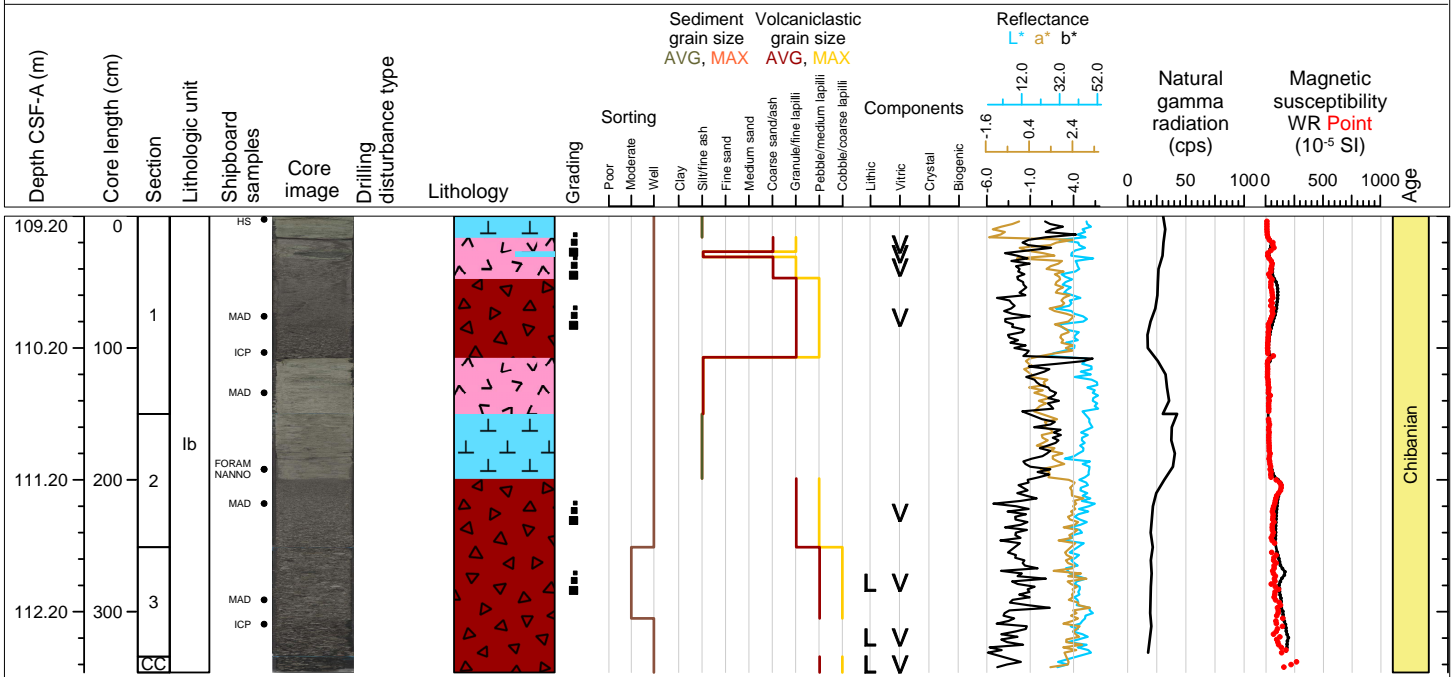 Depth CSF-A (m)
Core length (cm)
Section
Lithologic unit
Shipboard
samples
Core
image
Drilling
disturbance type
Lithology
Grading
Sorting
Poor
Moderate
Well
Sediment
grain size
AVG, MAX
Volcaniclastic
grain size
AVG, MAX
Clay
Silt/fine ash
Fine sand
Medium sand
Coarse sand/ash
Granule/fine lapilli
Pebble/medium lapilli
Cobble/coarse lapilli
Components
Lithic
Vitric
Crystal
Biogenic
Reflectance
L* a* b*
12.0 32.0 52.0
-1.6 0.4 2.4
-6.0 -1.0 4.0
Natural
gamma
radiation
(cps)
0 50 100
Magnetic
susceptibility
WR Point
(10-5 SI)
0 500 1000
Age
109.20
110.20
111.20
112.20
0
100
200
300
1
2
3
CC
Ib
HS
MAD
ICP
MAD
FORAM
NANNO
MAD
MAD
ICP
V
V
V
V
V
L V
L V
L V
Chibanian